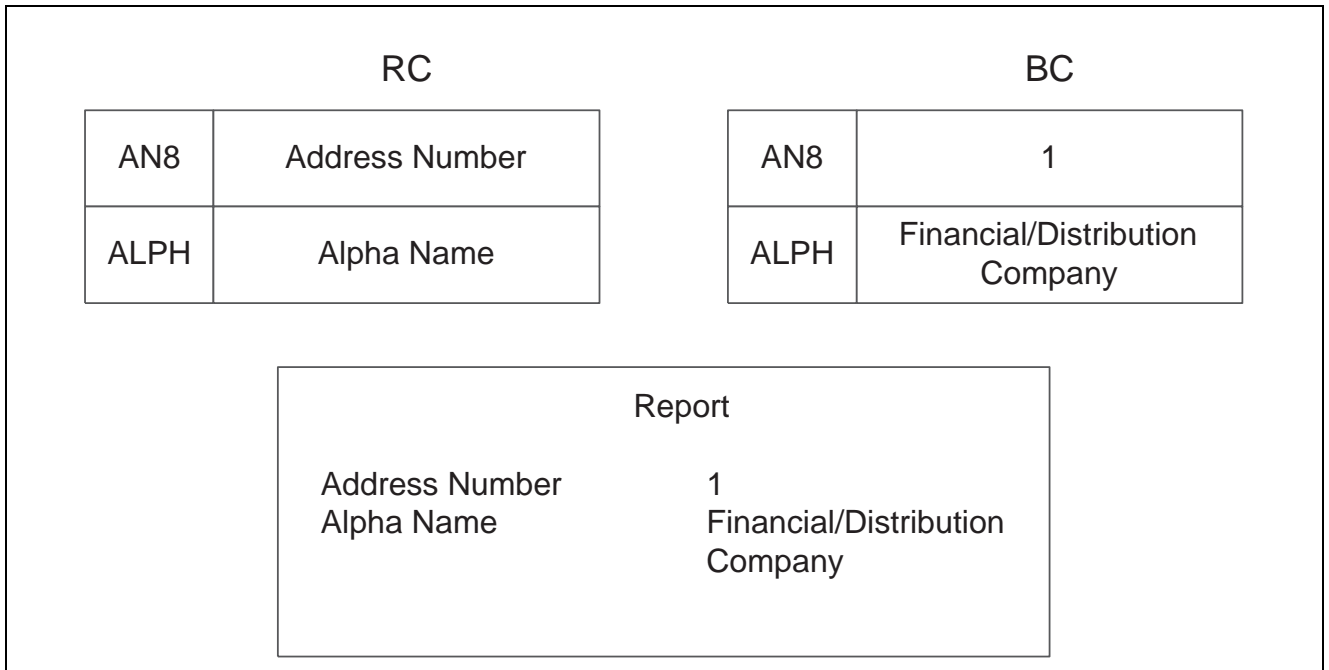 RC
AN8 Address Number
ALPH Alpha Name
BC
AN8 1
ALPH Financial/Distribution
Company
Report
Address Number 1
Alpha Name Financial/Distribution
Company